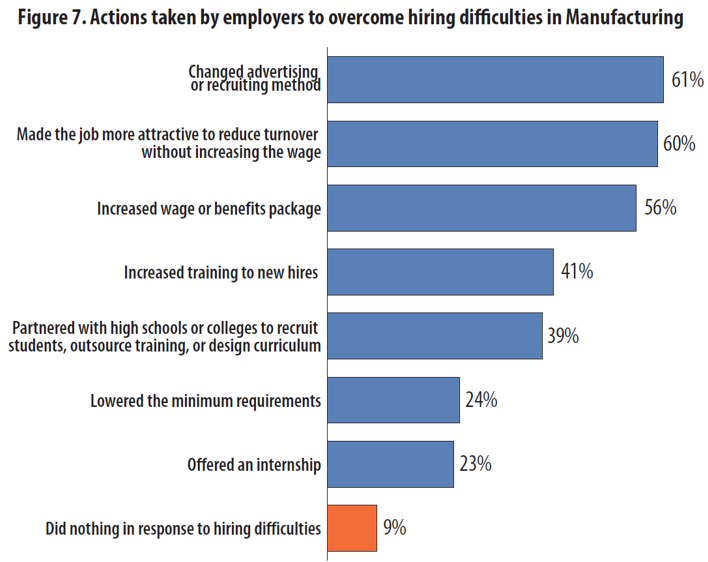 Figure 7. Actions taken by employers to overcome hiring difficulties in Manufacturing
Changed advertising,
or recruiting method
61%
Made the job more attractive to reduce turnover
without increasing the wage
60%
Increased wage or benefits package
56%
Increased training to new hires
41%
Partnered with high schools or colleges to recruit
students, outsource training, or design curriculum
39%
Lowered the minimum requirements
24%
Offered an internship
23%
Did nothing in response to hiring difficulties
9%